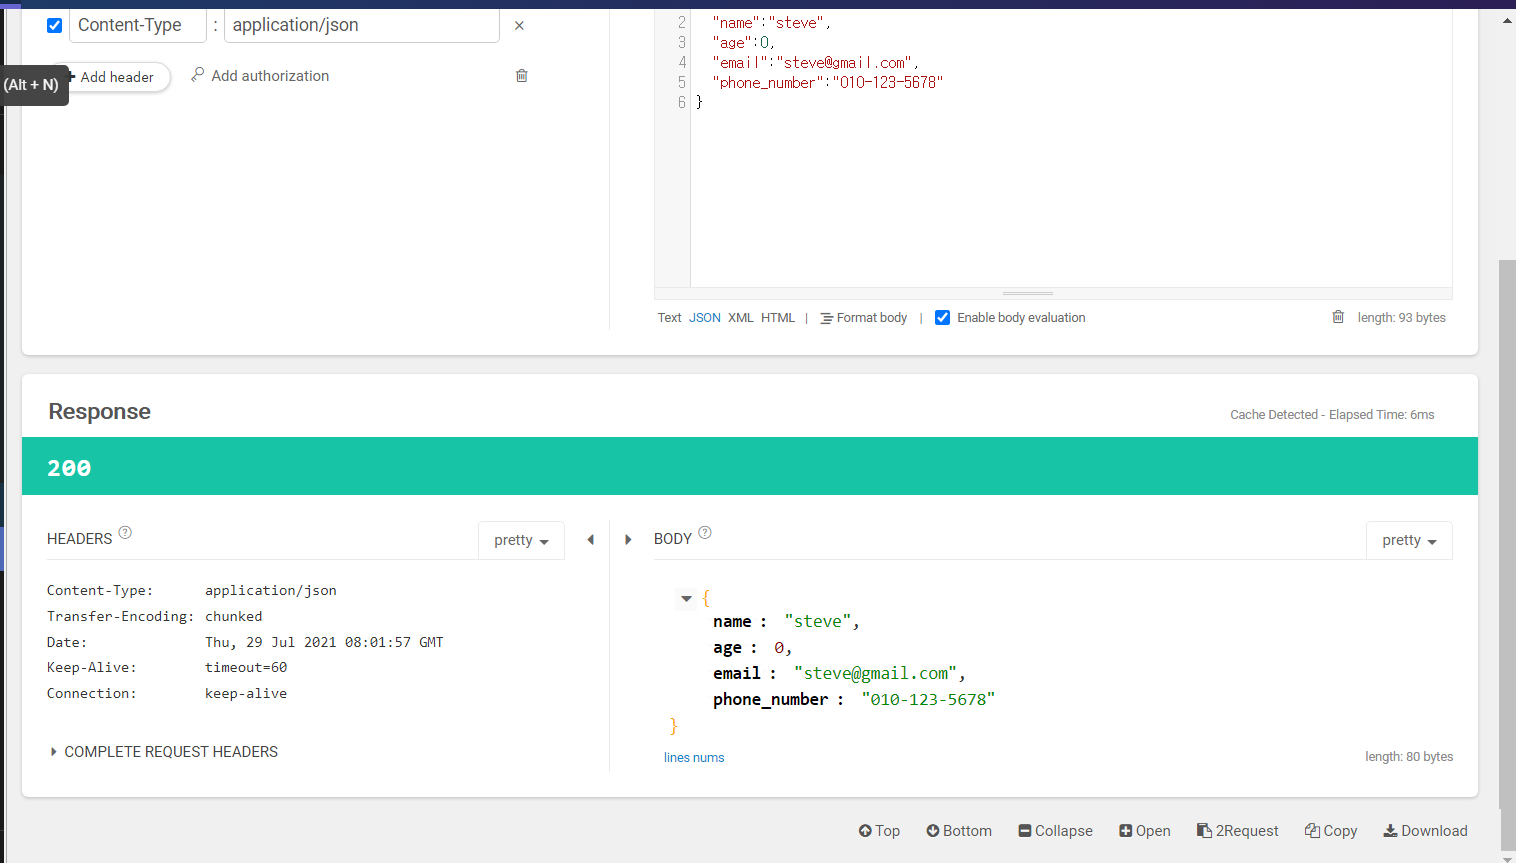 Content-Type : application/json ×
(Alt + N)
+ Add header Add authorization
2 "name":"steve",
3 "age":0,
4 "email":"steve@gmail.com",
5 "phone_number":"010-123-5678"
6 }
Text JSON XML HTML | Format body | Enable body evaluation length: 93 bytes
Response
Cache Detected - Elapsed Time: 6ms
200
HEADERS ? pretty
Content-Type: application/json
Transfer-Encoding: chunked
Date: Thu, 29 Jul 2021 08:01:57 GMT
Keep-Alive: timeout=60
Connection: keep-alive
COMPLETE REQUEST HEADERS
BODY ? pretty
{
name : "steve",
age : 0,
email : "steve@gmail.com",
phone_number : "010-123-5678"
}
lines nums length: 80 bytes
Top Bottom Collapse Open 2Request Copy Download